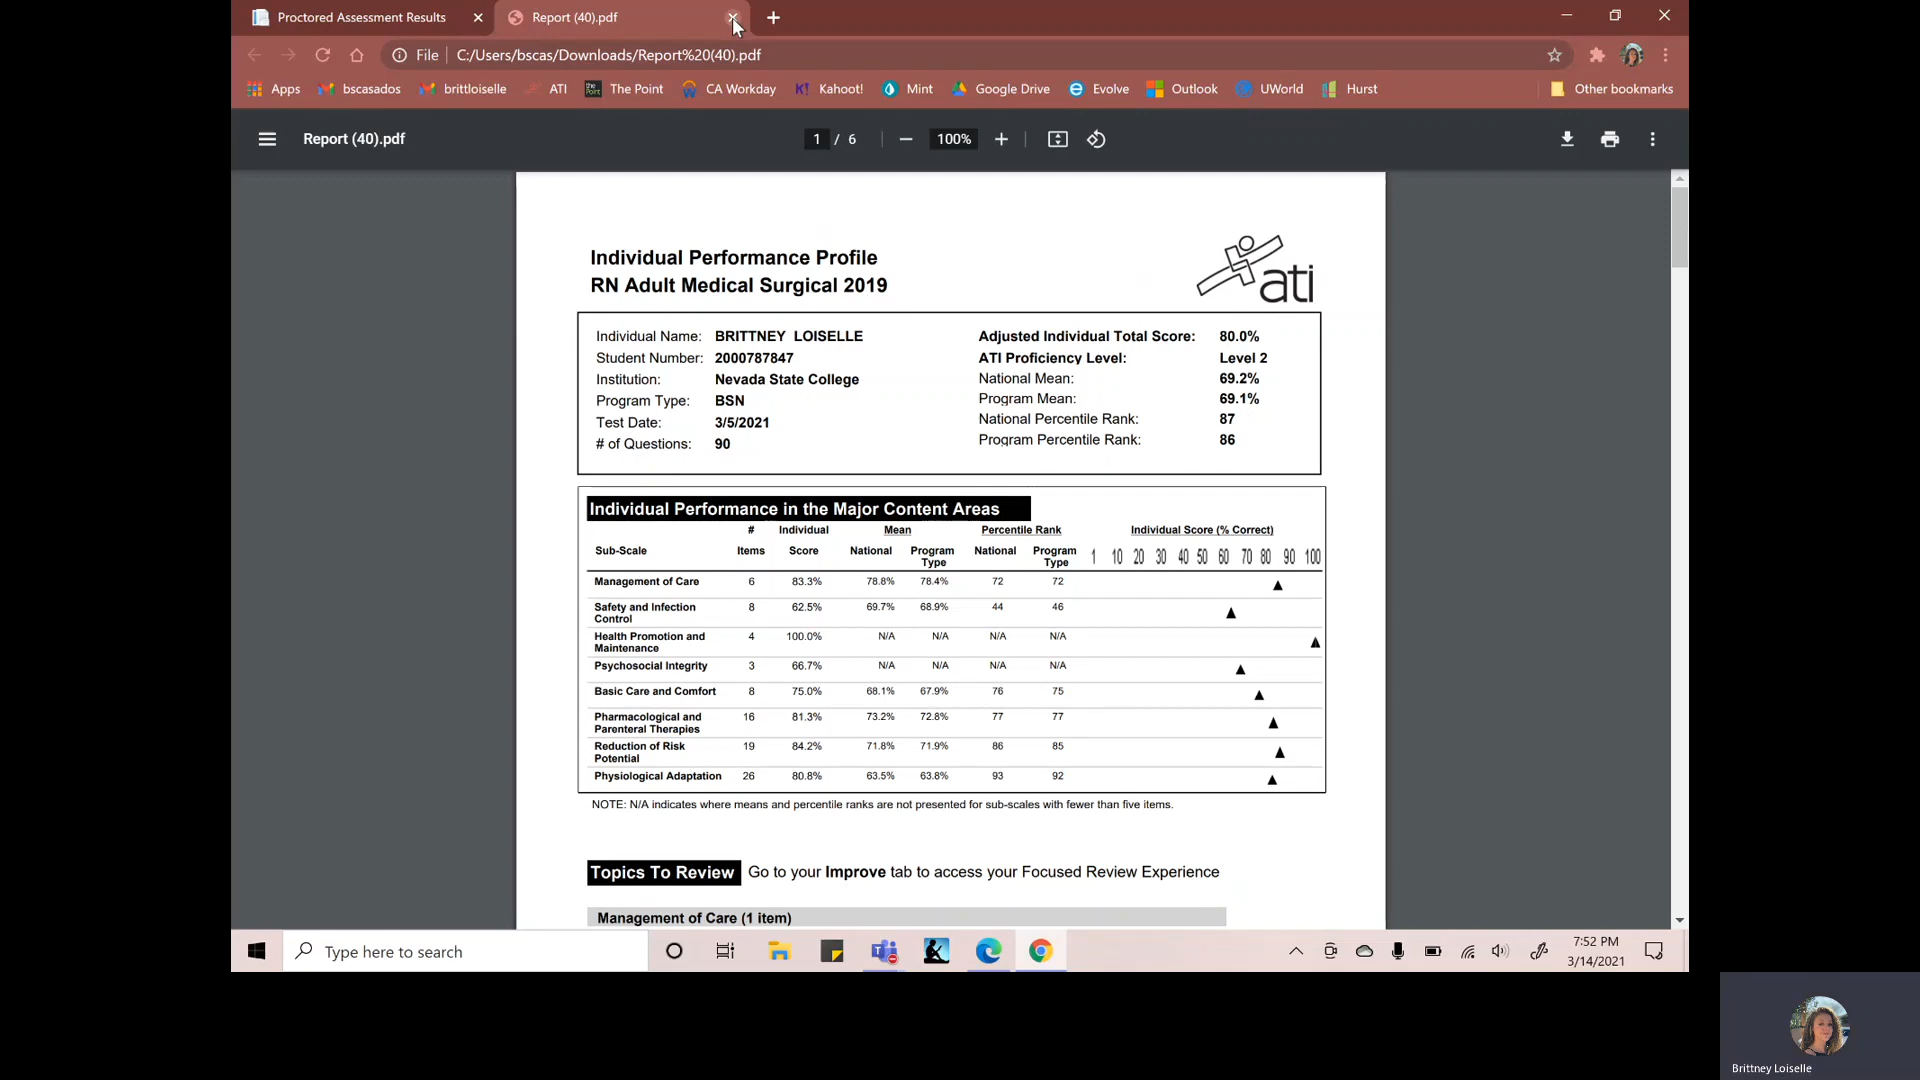 Proctored Assessment Results
Report (40).pdf
File C:/Users/bscas/Downloads/Report%20(40).pdf
Apps bscasados brittloiselle ATI The Point CA Workday Kahoot! Mint Google Drive Evolve Outlook UWorld Hurst Other bookmarks
Report (40).pdf 1 / 6 100%
Individual Performance Profile
RN Adult Medical Surgical 2019
ati
Individual Name: BRITTNEY LOISELLE
Student Number: 2000787847
Institution: Nevada State College
Program Type: BSN
Test Date: 3/5/2021
# of Questions: 90
Adjusted Individual Total Score: 80.0%
ATI Proficiency Level: Level 2
National Mean: 69.2%
Program Mean: 69.1%
National Percentile Rank: 87
Program Percentile Rank: 86
Individual Performance in the Major Content Areas
# Individual Mean Percentile Rank Individual Score (% Correct)
Sub-Scale Items Score National Program National Program 1 10 20 30 40 50 60 70 80 90 100
Type Type
Management of Care 6 83.3% 78.8% 78.4% 72 72
Safety and Infection 8 62.5% 69.7% 68.9% 44 46
Control
Health Promotion and 4 100.0% N/A N/A N/A N/A
Maintenance
Psychosocial Integrity 3 66.7% N/A N/A N/A N/A
Basic Care and Comfort 8 75.0% 68.1% 67.9% 76 75
Pharmacological and 16 81.3% 73.2% 72.8% 77 77
Parenteral Therapies
Reduction of Risk 19 84.2% 71.8% 71.9% 86 85
Potential
Physiological Adaptation 26 80.8% 63.5% 63.8% 93 92
NOTE: N/A indicates where means and percentile ranks are not presented for sub-scales with fewer than five items.
Topics To Review Go to your Improve tab to access your Focused Review Experience
Management of Care (1 item)
Type here to search
7:52 PM
3/14/2021
Brittney Loiselle